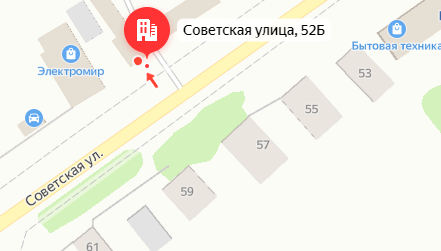 Советская улица, 52Б
Бытовая техника
Электромир
53
55
57
Советская ул.
59
61